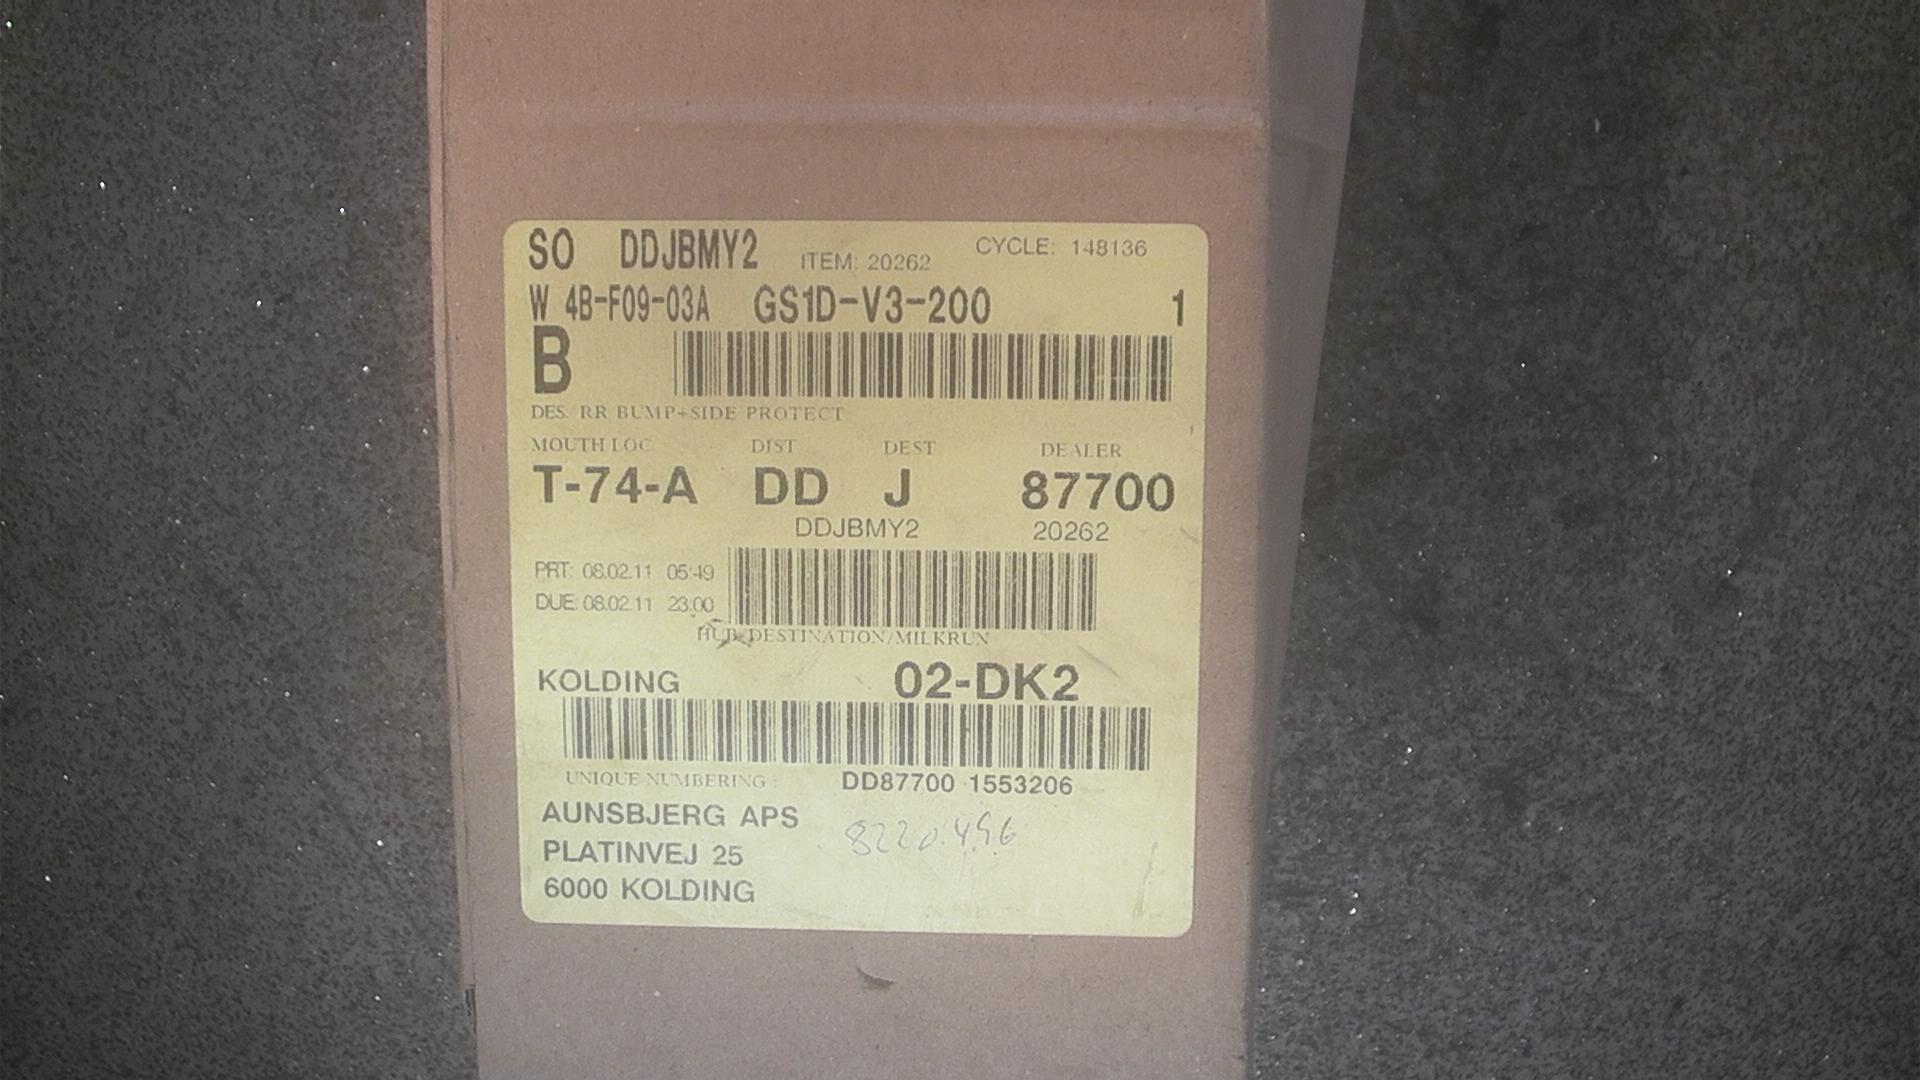 SO DDJBMY2 ITEM: 20262 CYCLE: 148136
W 4B-F09-03A GS1D-V3-200 1
B
DES. RR BUMP+SIDE PROTECT
MOUTH LOC DIST DEST DEALER
T-74-A DD J 87700
DDJBMY2 20262
PRT: 08.02.11 05:49
DUE: 08.02.11 23:00
HUB-DESTINATION/MILKRUN
KOLDING 02-DK2
UNIQUE NUMBERING : DD87700 1553206
AUNSBJERG APS
PLATINVEJ 25
6000 KOLDING